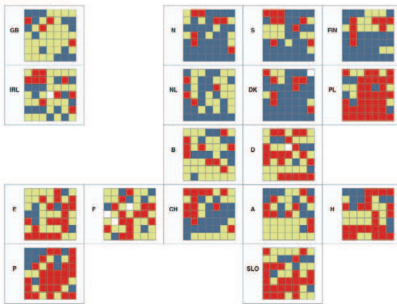 GB N S FIN
IRL NL DK PL
B D
E F CH A H
P SLO